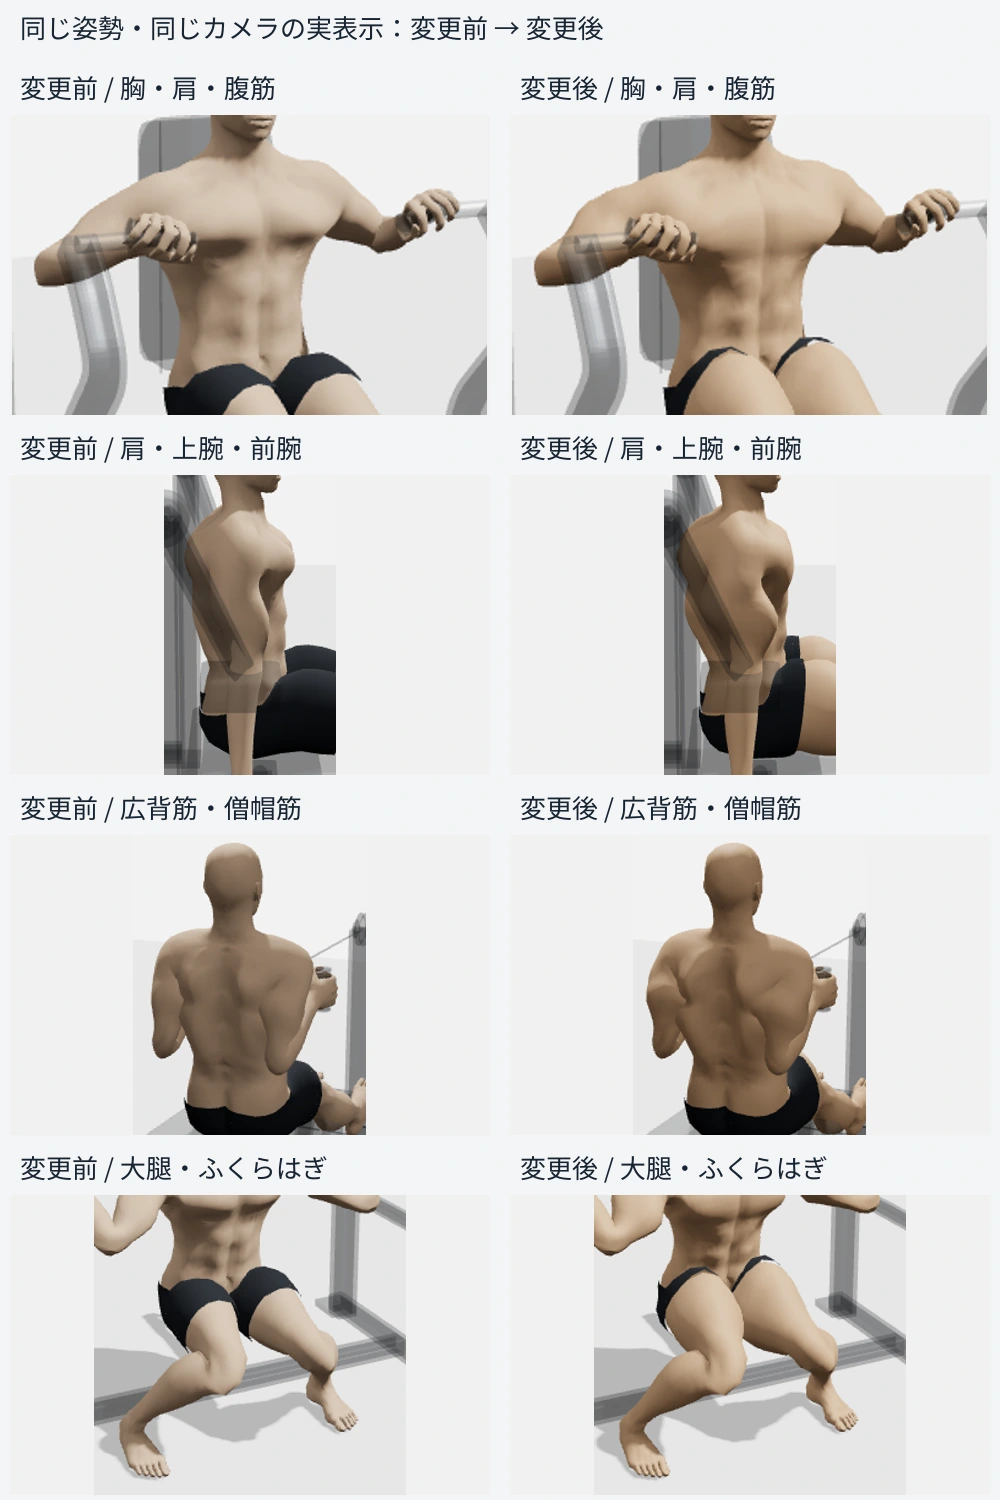 同じ姿勢・同じカメラの実表示：変更前 → 変更後
変更前 / 胸・肩・腹筋
変更後 / 胸・肩・腹筋
変更前 / 肩・上腕・前腕
変更後 / 肩・上腕・前腕
変更前 / 広背筋・僧帽筋
変更後 / 広背筋・僧帽筋
変更前 / 大腿・ふくらはぎ
変更後 / 大腿・ふくらはぎ